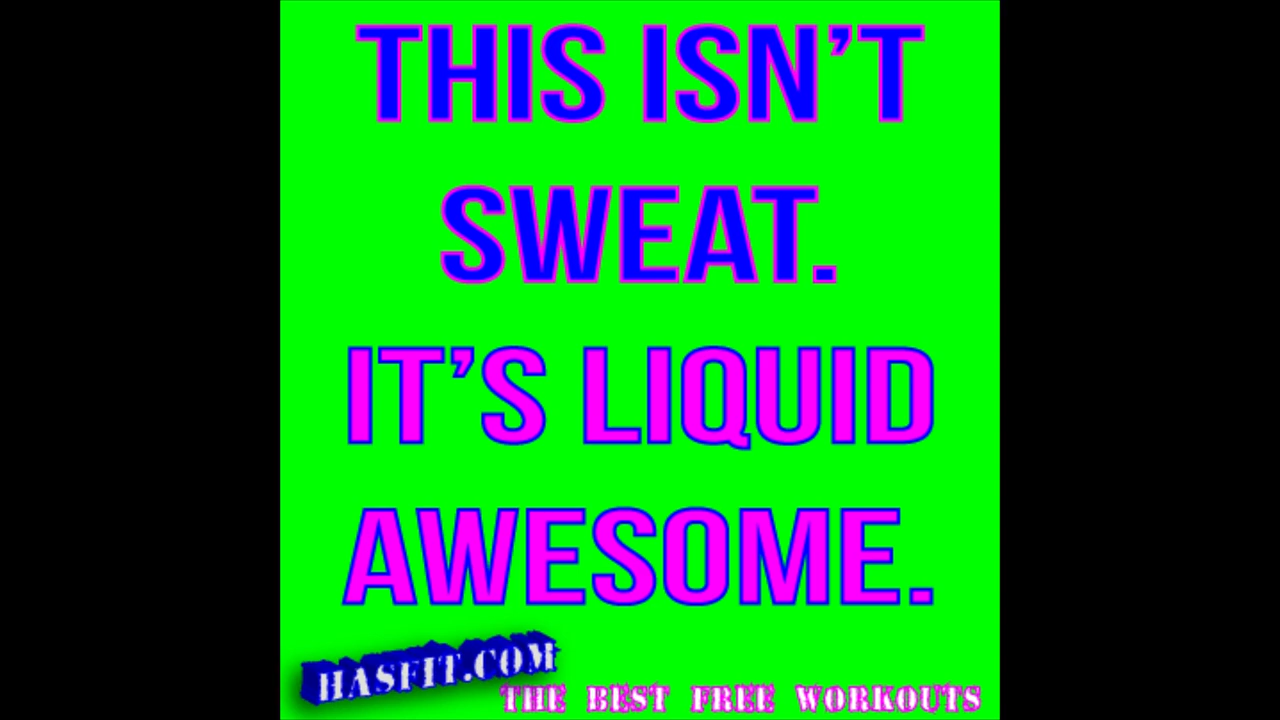 THIS ISN’T
SWEAT.
IT’S LIQUID
AWESOME.
HASFIT.COM
THE BEST FREE WORKOUTS